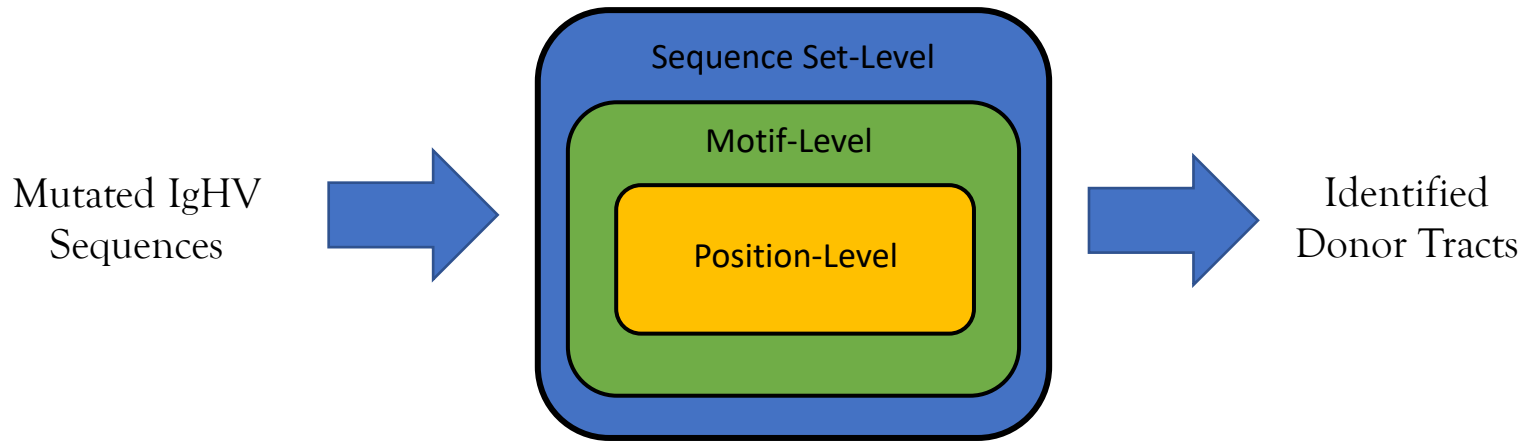 Mutated IgHV
Sequences
Sequence Set-Level
Motif-Level
Position-Level
Identified
Donor Tracts